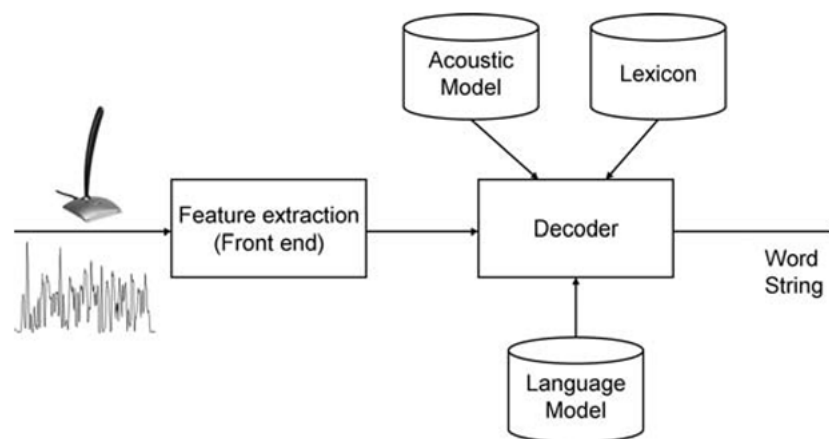 Acoustic
Model
Lexicon
Feature extraction
(Front end)
Decoder
Word
String
Language
Model